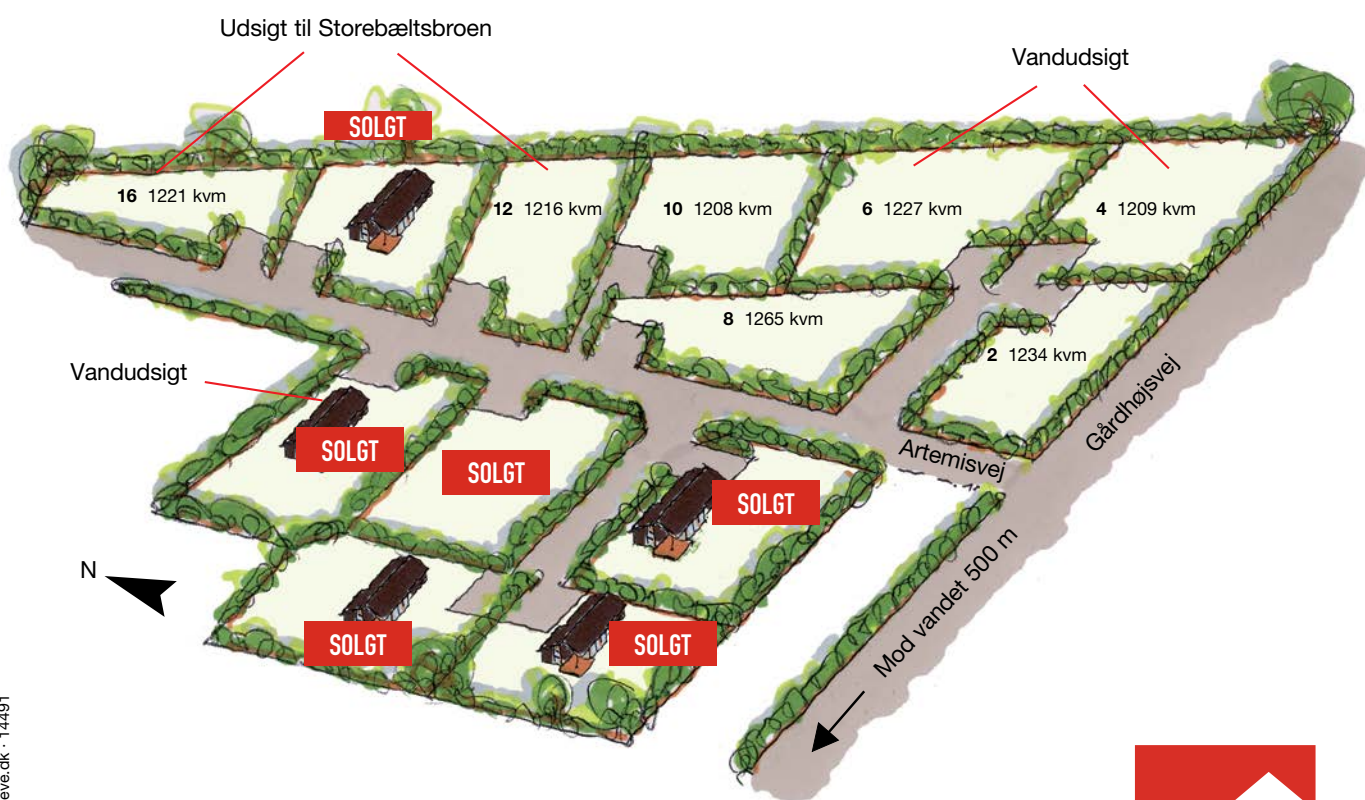 Udsigt til Storebæltsbroen
Vandudsigt
SOLGT
16 1221 kvm
12 1216 kvm
10 1208 kvm
6 1227 kvm
4 1209 kvm
8 1265 kvm
2 1234 kvm
Vandudsigt
Gårdhøjsvej
SOLGT
SOLGT
Artemisvej
SOLGT
N
Mod vandet 500 m
SOLGT
SOLGT
eve.dk · 14491